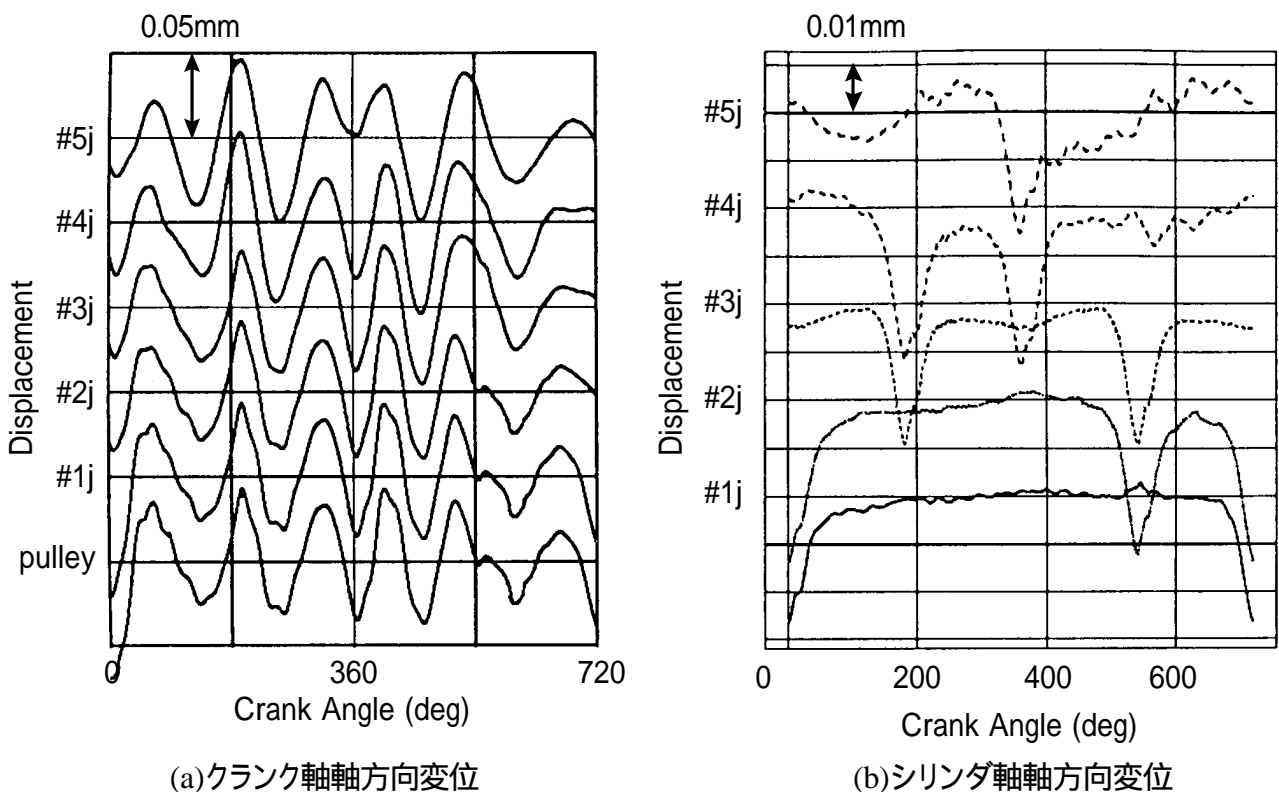 0.05mm
#5j
#4j
#3j
#2j
#1j
pulley
Displacement
0
360
720
Crank Angle (deg)
(a)クランク軸軸方向変位
0.01mm
#5j
#4j
#3j
#2j
#1j
Displacement
0
200
400
600
Crank Angle (deg)
(b)シリンダ軸軸方向変位